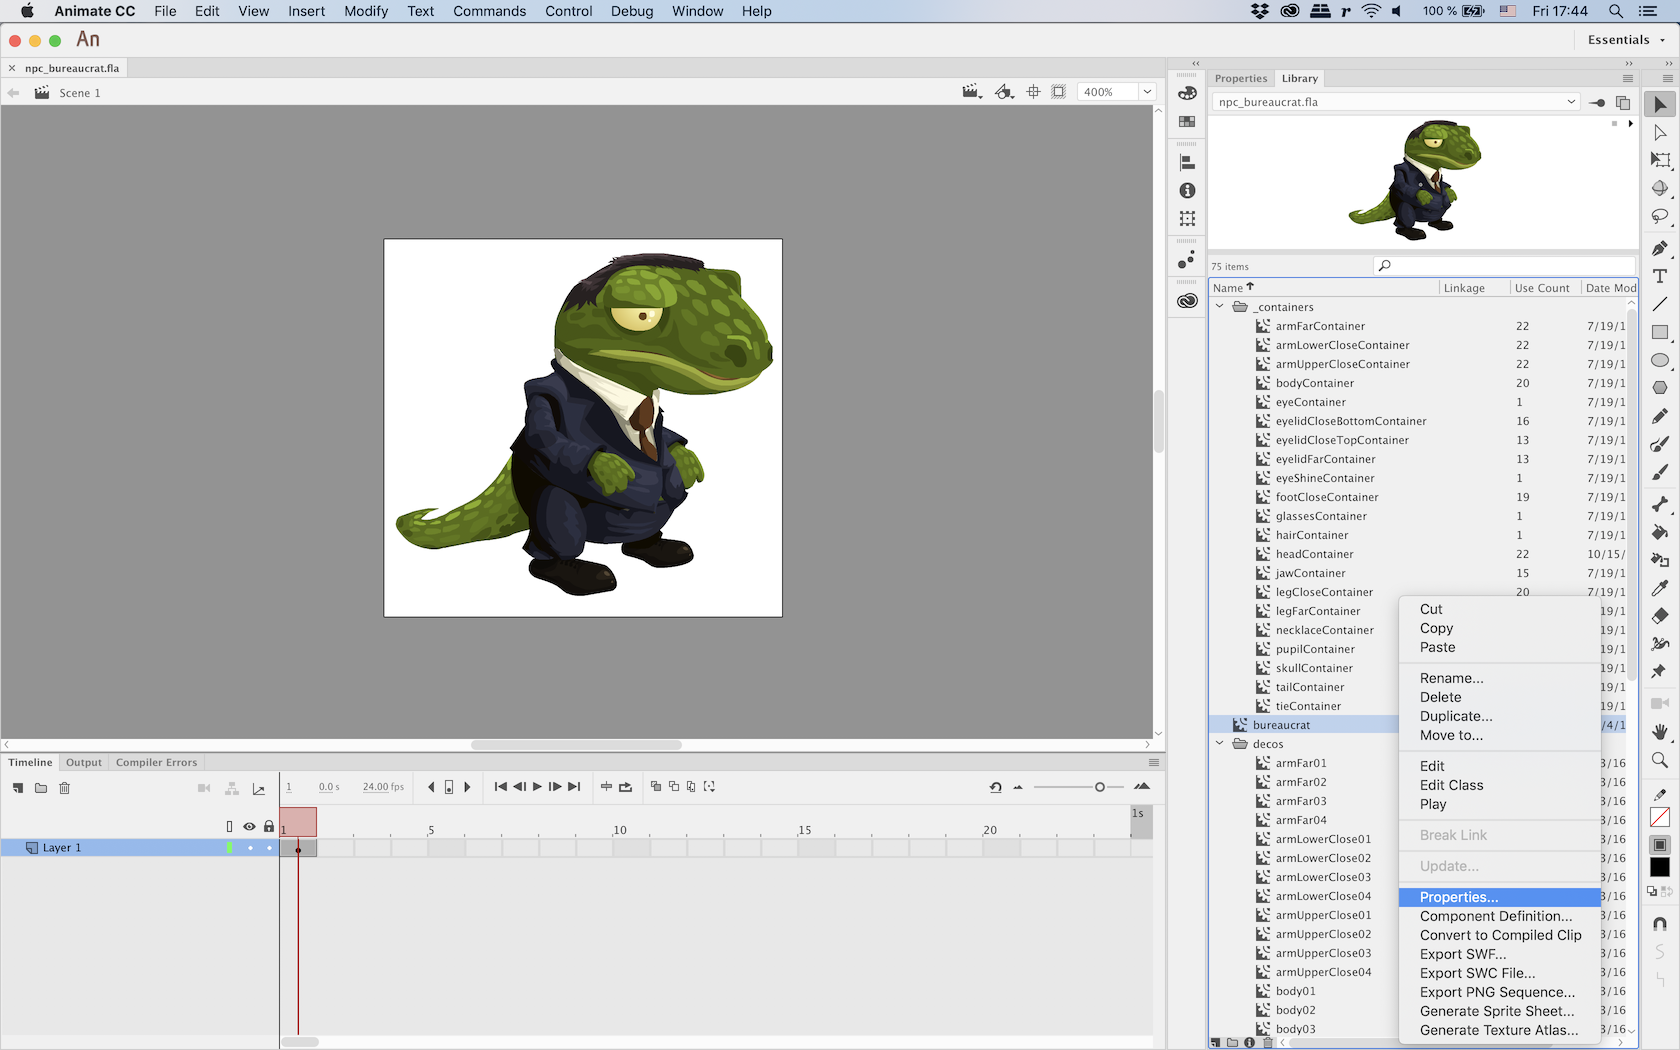 Animate CC File Edit View Insert Modify Text Commands Control Debug Window Help 100 % Fri 17:44
An Essentials
npc_bureaucrat.fla
Scene 1 400%
Properties Library
npc_bureaucrat.fla
75 items
Name Linkage Use Count Date Mod
_containers
armFarContainer 22 7/19/1
armLowerCloseContainer 22 7/19/1
armUpperCloseContainer 22 7/19/1
bodyContainer 20 7/19/1
eyeContainer 1 7/19/1
eyelidCloseBottomContainer 16 7/19/1
eyelidCloseTopContainer 13 7/19/1
eyelidFarContainer 13 7/19/1
eyeShineContainer 1 7/19/1
footCloseContainer 19 7/19/1
glassesContainer 1 7/19/1
hairContainer 1 7/19/1
headContainer 22 10/15/
jawContainer 15 7/19/1
legCloseContainer 20 7/19/1
legFarContainer 19/1
necklaceContainer 19/1
pupilContainer 19/1
skullContainer 19/1
tailContainer 19/1
tieContainer 19/1
bureaucrat /4/1
decos
armFar01 3/16
armFar02 3/16
armFar03 3/16
armFar04 3/16
armLowerClose01 3/16
armLowerClose02 3/16
armLowerClose03 3/16
armLowerClose04 3/16
armUpperClose01 3/16
armUpperClose02 3/16
armUpperClose03 3/16
armUpperClose04 3/16
body01 3/16
body02 3/16
body03 3/16
Cut
Copy
Paste
Rename...
Delete
Duplicate...
Move to...
Edit
Edit Class
Play
Break Link
Update...
Properties...
Component Definition...
Convert to Compiled Clip
Export SWF...
Export SWC File...
Export PNG Sequence...
Generate Sprite Sheet...
Generate Texture Atlas...
Timeline Output Compiler Errors
1 0.0 s 24.00 fps
1s
1 5 10 15 20
Layer 1